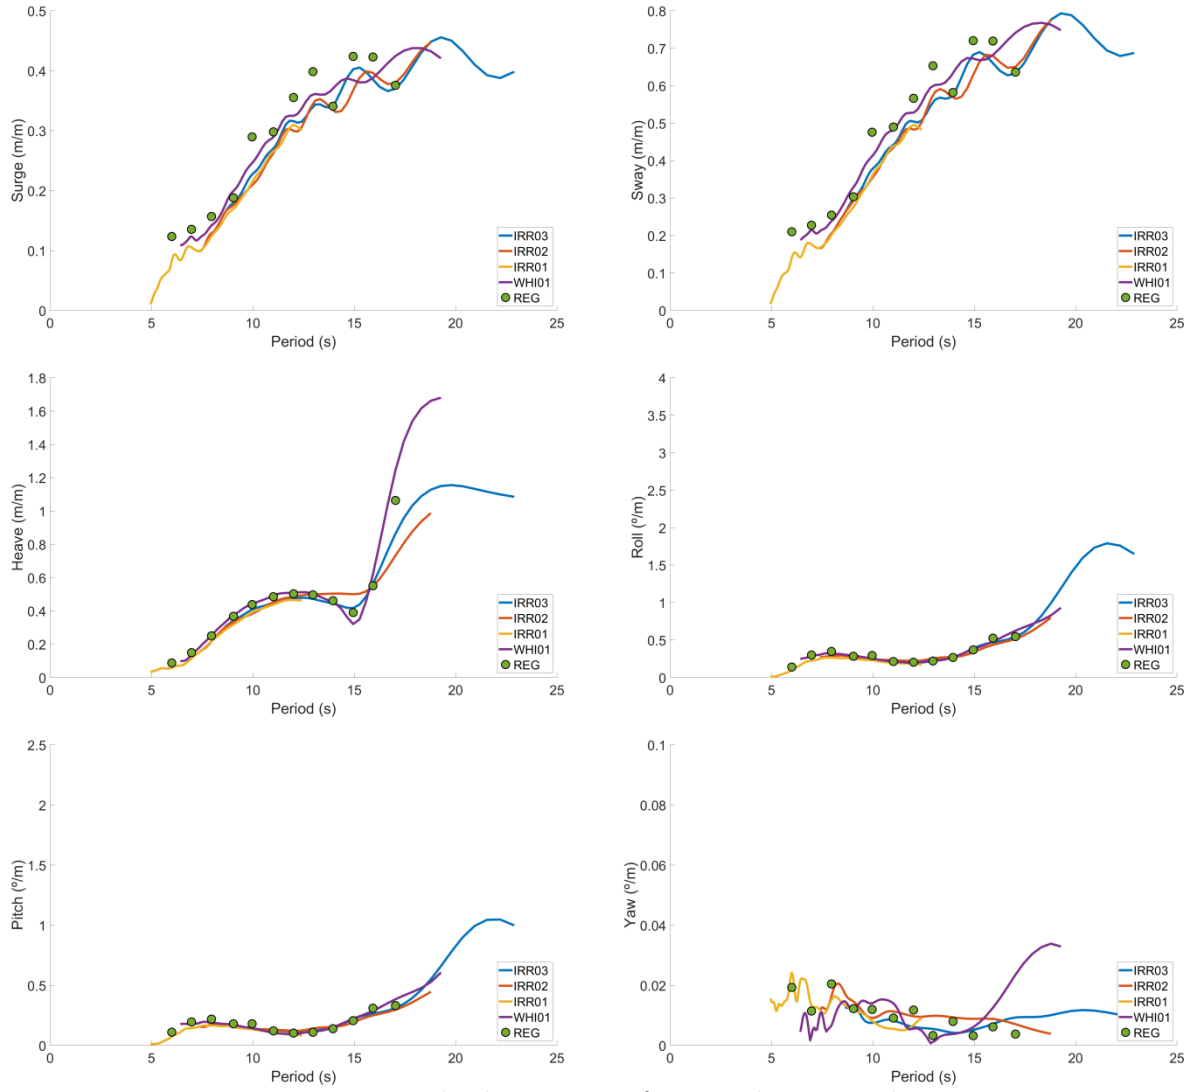 0.5
0.4
0.3
0.2
0.1
0
Surge (m/m)
0 5 10 15 20 25
Period (s)
IRR03
IRR02
IRR01
WHI01
REG
0.8
0.7
0.6
0.5
0.4
0.3
0.2
0.1
0
Sway (m/m)
0 5 10 15 20 25
Period (s)
IRR03
IRR02
IRR01
WHI01
REG
1.8
1.6
1.4
1.2
1
0.8
0.6
0.4
0.2
0
Heave (m/m)
0 5 10 15 20 25
Period (s)
IRR03
IRR02
IRR01
WHI01
REG
4
3.5
3
2.5
2
1.5
1
0.5
0
Roll (º/m)
0 5 10 15 20 25
Period (s)
IRR03
IRR02
IRR01
WHI01
REG
2.5
2
1.5
1
0.5
0
Pitch (º/m)
0 5 10 15 20 25
Period (s)
IRR03
IRR02
IRR01
WHI01
REG
0.1
0.08
0.06
0.04
0.02
0
Yaw (º/m)
0 5 10 15 20 25
Period (s)
IRR03
IRR02
IRR01
WHI01
REG